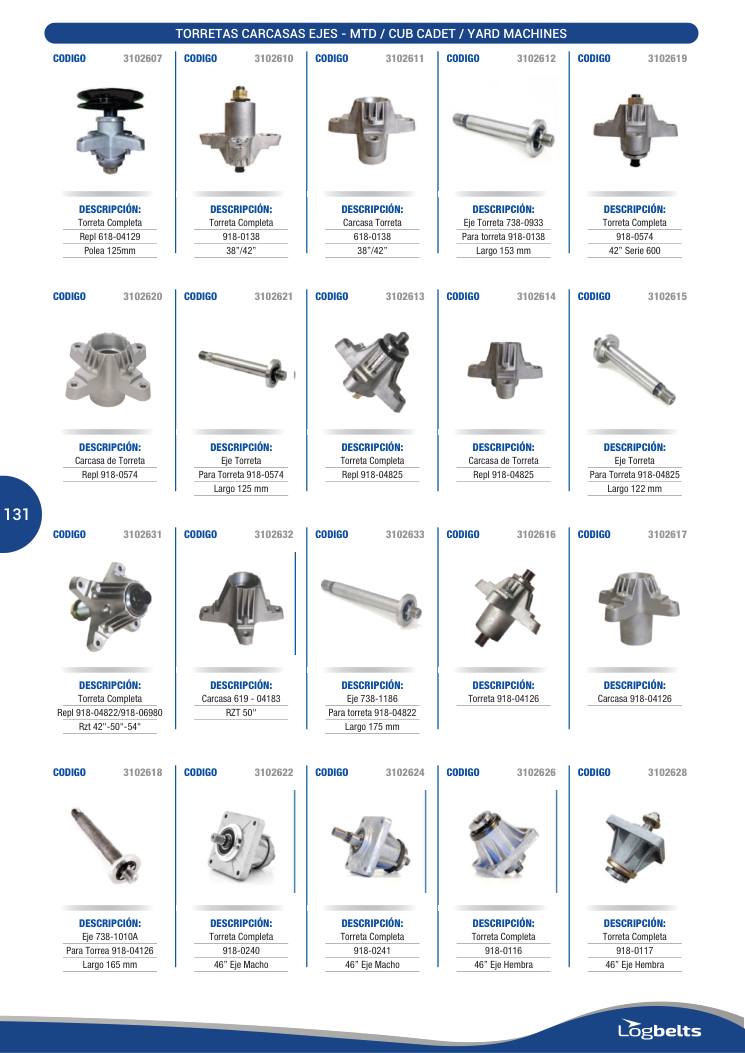 TORRETAS CARCASAS EJES - MTD / CUB CADET / YARD MACHINES
CODIGO 3102607
DESCRIPCIÓN:
Torreta Completa
Repl 618-04129
Polea 125mm
CODIGO 3102610
DESCRIPCIÓN:
Torreta Completa
918-0138
38"/42"
CODIGO 3102611
DESCRIPCIÓN:
Carcasa Torreta
618-0138
38"/42"
CODIGO 3102612
DESCRIPCIÓN:
Eje Torreta 738-0933
Para torreta 918-0138
Largo 153 mm
CODIGO 3102619
DESCRIPCIÓN:
Torreta Completa
918-0574
42” Serie 600
CODIGO 3102620
DESCRIPCIÓN:
Carcasa de Torreta
Repl 918-0574
CODIGO 3102621
DESCRIPCIÓN:
Eje Torreta
Para Torreta 918-0574
Largo 125 mm
CODIGO 3102613
DESCRIPCIÓN:
Torreta Completa
Repl 918-04825
CODIGO 3102614
DESCRIPCIÓN:
Carcasa de Torreta
Repl 918-04825
CODIGO 3102615
DESCRIPCIÓN:
Eje Torreta
Para Torreta 918-04825
Largo 122 mm
131
CODIGO 3102631
DESCRIPCIÓN:
Torreta Completa
Repl 918-04822/918-06980
Rzt 42"-50"-54"
CODIGO 3102632
DESCRIPCIÓN:
Carcasa 619 - 04183
RZT 50"
CODIGO 3102633
DESCRIPCIÓN:
Eje 738-1186
Para torreta 918-04822
Largo 175 mm
CODIGO 3102616
DESCRIPCIÓN:
Torreta 918-04126
CODIGO 3102617
DESCRIPCIÓN:
Carcasa 918-04126
CODIGO 3102618
DESCRIPCIÓN:
Eje 738-1010A
Para Torrea 918-04126
Largo 165 mm
CODIGO 3102622
DESCRIPCIÓN:
Torreta Completa
918-0240
46” Eje Macho
CODIGO 3102624
DESCRIPCIÓN:
Torreta Completa
918-0241
46” Eje Macho
CODIGO 3102626
DESCRIPCIÓN:
Torreta Completa
918-0116
46” Eje Hembra
CODIGO 3102628
DESCRIPCIÓN:
Torreta Completa
918-0117
46” Eje Hembra
Logbelts